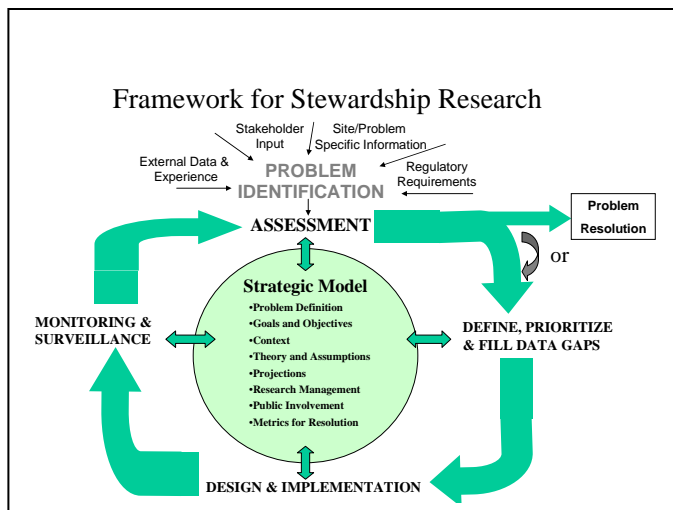 Framework for Stewardship Research
Stakeholder
Input
Site/Problem
Specific Information
External Data &
Experience
Regulatory
Requirements
PROBLEM
IDENTIFICATION
ASSESSMENT
Problem
Resolution
or
Strategic Model
•Problem Definition
•Goals and Objectives
•Context
•Theory and Assumptions
•Projections
•Research Management
•Public Involvement
•Metrics for Resolution
MONITORING &
SURVEILLANCE
DEFINE, PRIORITIZE
& FILL DATA GAPS
DESIGN & IMPLEMENTATION